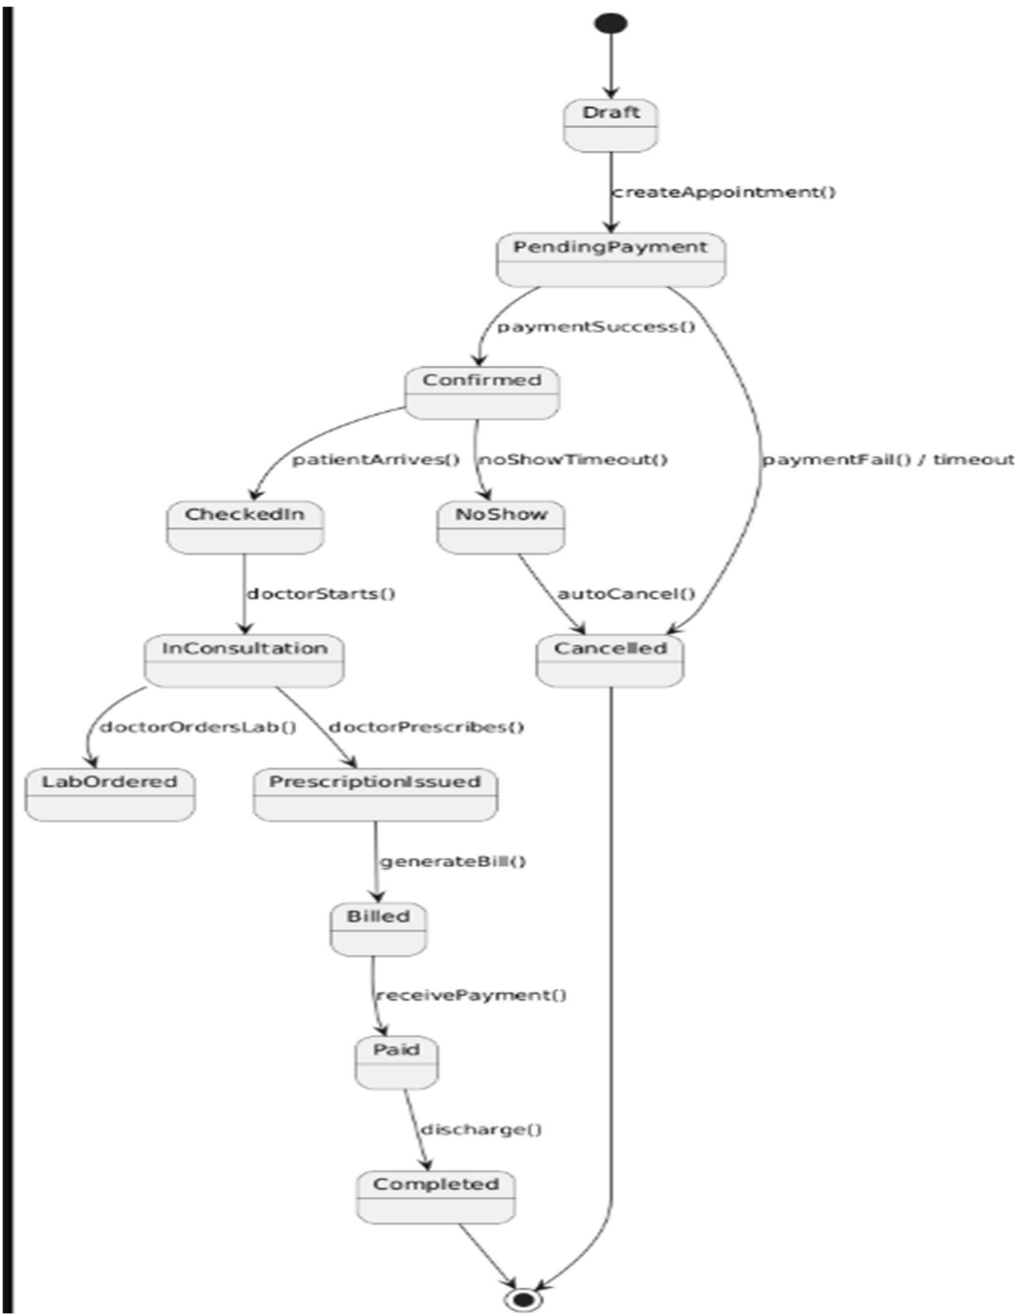 Draft
createAppointment()
PendingPayment
paymentSuccess()
Confirmed
patientArrives() noShowTimeout() paymentFail() / timeout
CheckedIn NoShow
doctorStarts() autoCancel()
InConsultation Cancelled
doctorOrdersLab() doctorPrescribes()
LabOrdered PrescriptionIssued
generateBill()
Billed
receivePayment()
Paid
discharge()
Completed